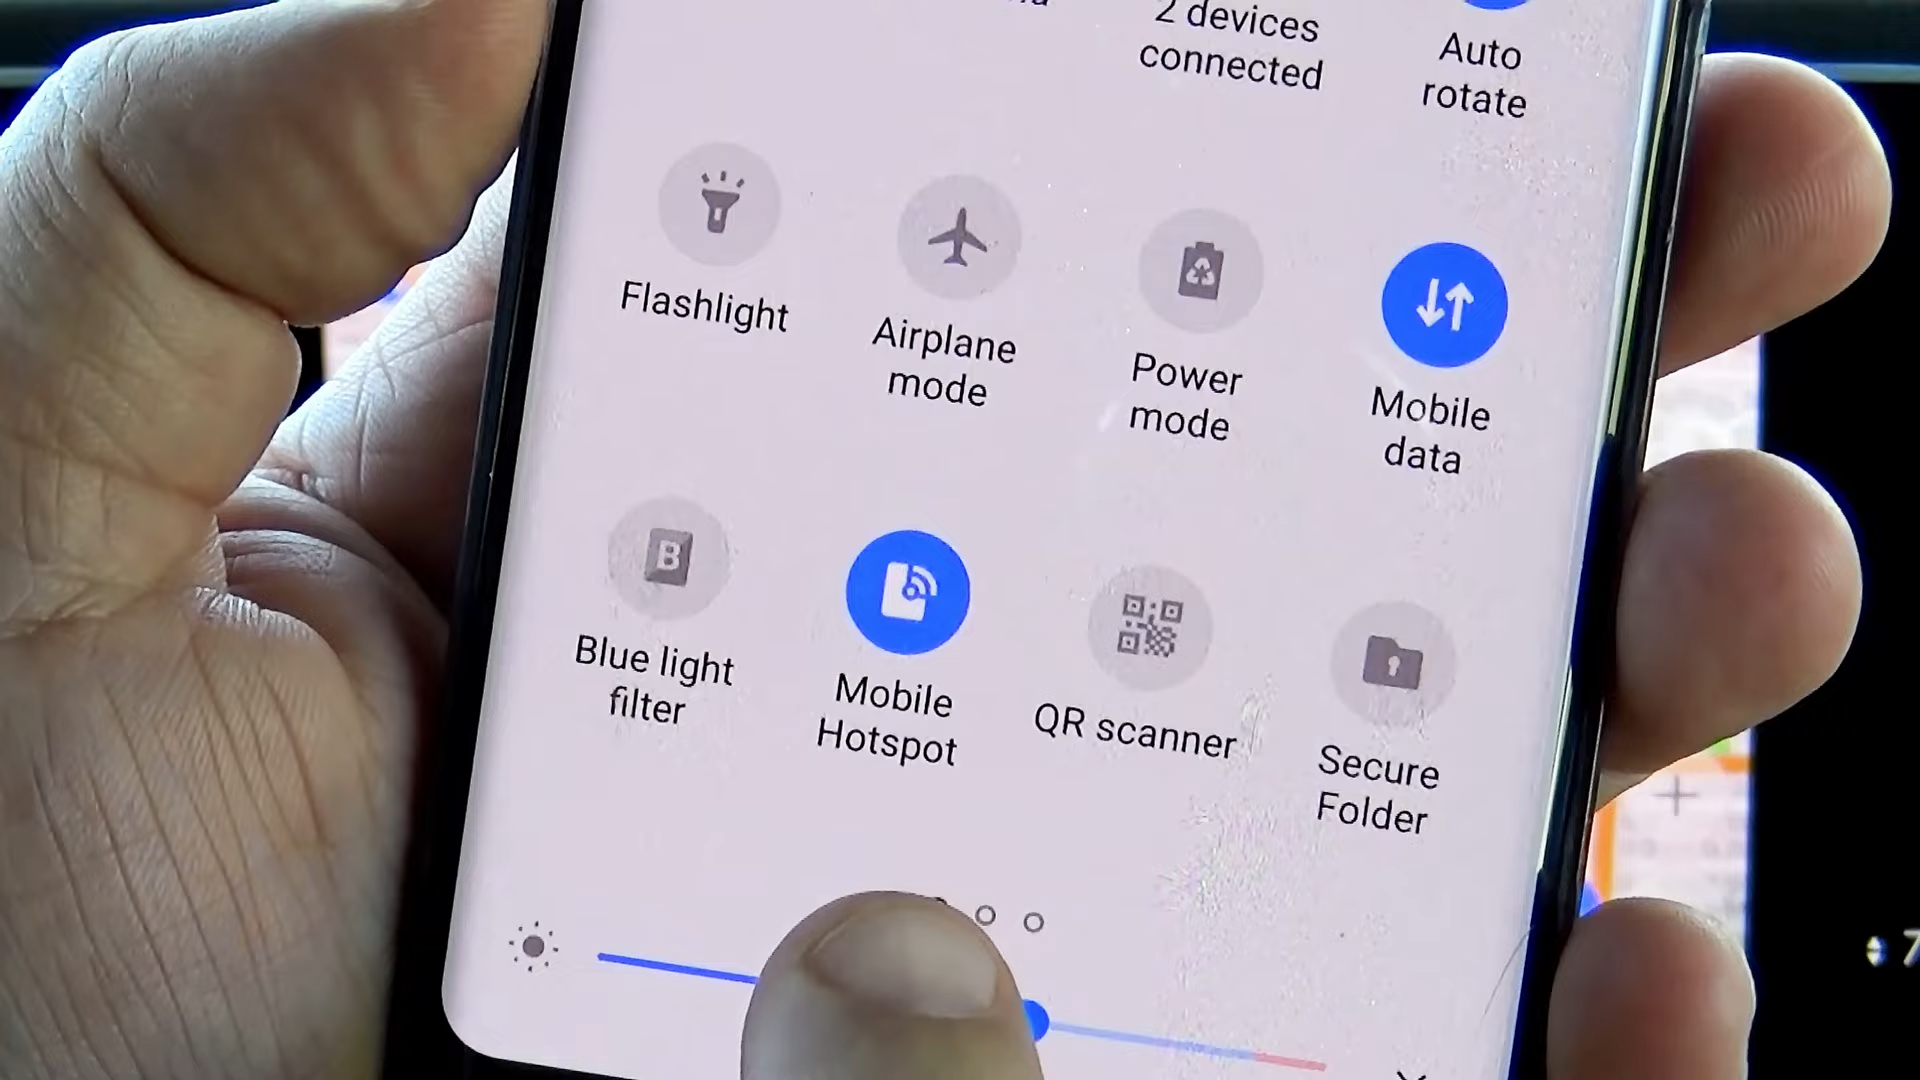 2 devices
connected
Auto
rotate
Flashlight
Airplane
mode
Power
mode
Mobile
data
B
Blue light
filter
Mobile
Hotspot
QR scanner
Secure
Folder
7